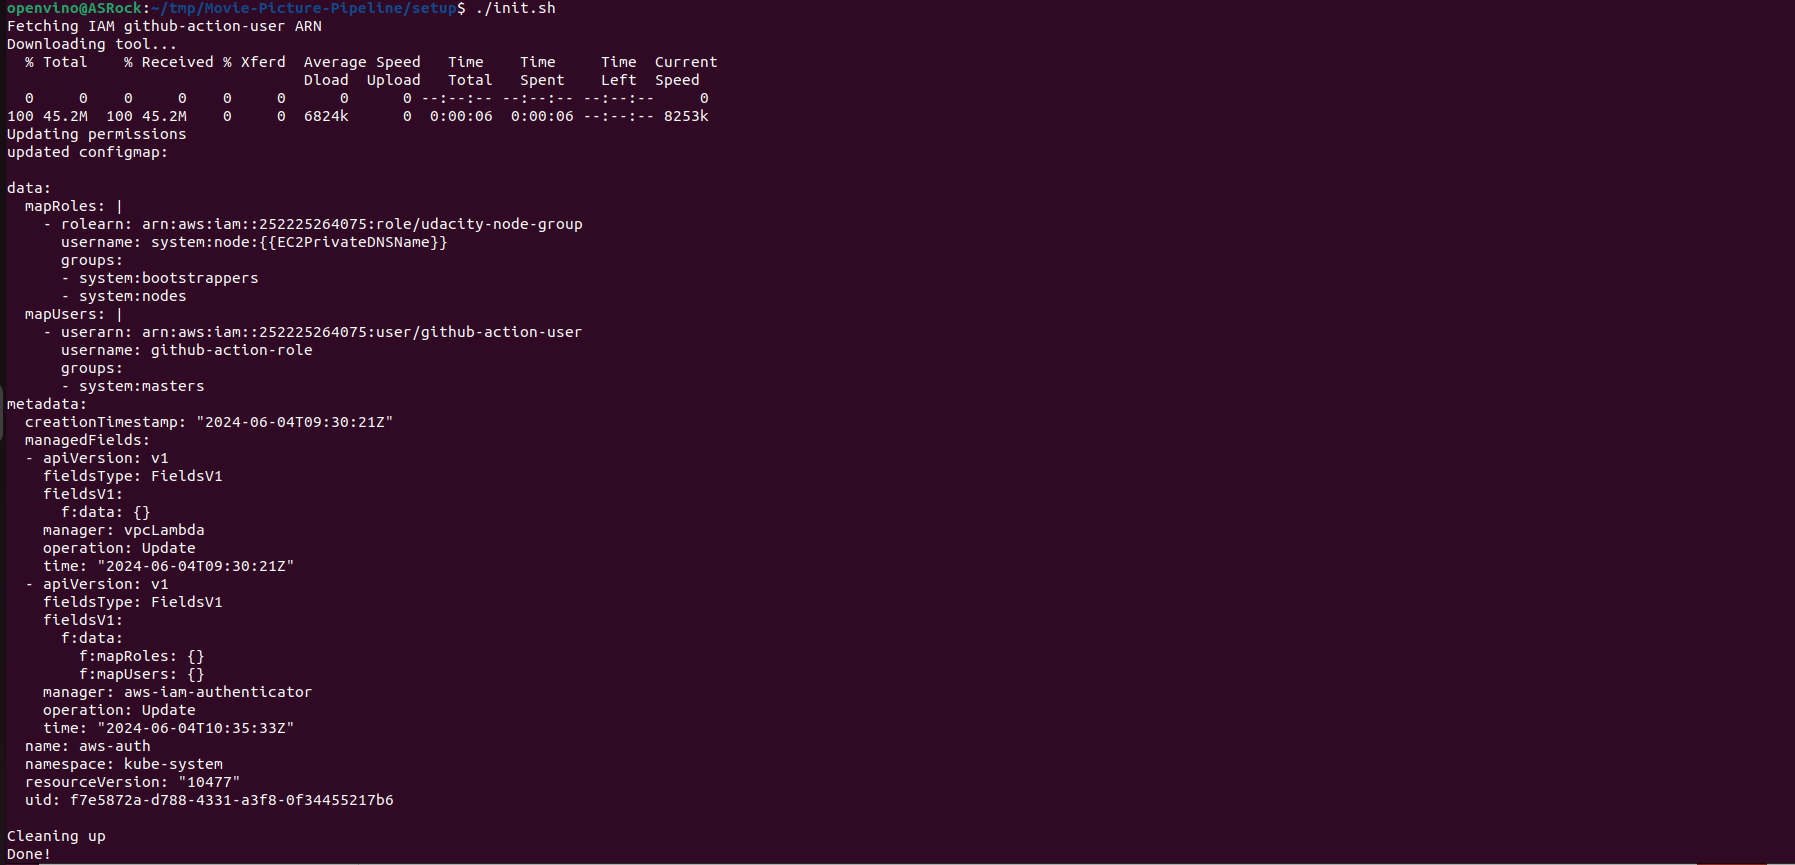 openvino@ASRock:~/tmp/Movie-Picture-Pipeline/setup$ ./init.sh
Fetching IAM github-action-user ARN
Downloading tool...
  % Total    % Received % Xferd  Average Speed   Time    Time     Time  Current
                                 Dload  Upload   Total   Spent    Left  Speed
  0     0    0     0    0     0      0      0 --:--:-- --:--:-- --:--:--     0
100 45.2M  100 45.2M    0     0  6824k      0  0:00:06  0:00:06 --:--:-- 8253k
Updating permissions
updated configmap:

data:
  mapRoles: |
    - rolearn: arn:aws:iam::252225264075:role/udacity-node-group
      username: system:node:{{EC2PrivateDNSName}}
      groups:
      - system:bootstrappers
      - system:nodes
  mapUsers: |
    - userarn: arn:aws:iam::252225264075:user/github-action-user
      username: github-action-role
      groups:
      - system:masters
metadata:
  creationTimestamp: "2024-06-04T09:30:21Z"
  managedFields:
  - apiVersion: v1
    fieldsType: FieldsV1
    fieldsV1:
      f:data: {}
    manager: vpcLambda
    operation: Update
    time: "2024-06-04T09:30:21Z"
  - apiVersion: v1
    fieldsType: FieldsV1
    fieldsV1:
      f:data:
        f:mapRoles: {}
        f:mapUsers: {}
    manager: aws-iam-authenticator
    operation: Update
    time: "2024-06-04T10:35:33Z"
  name: aws-auth
  namespace: kube-system
  resourceVersion: "10477"
  uid: f7e5872a-d788-4331-a3f8-0f34455217b6

Cleaning up
Done!